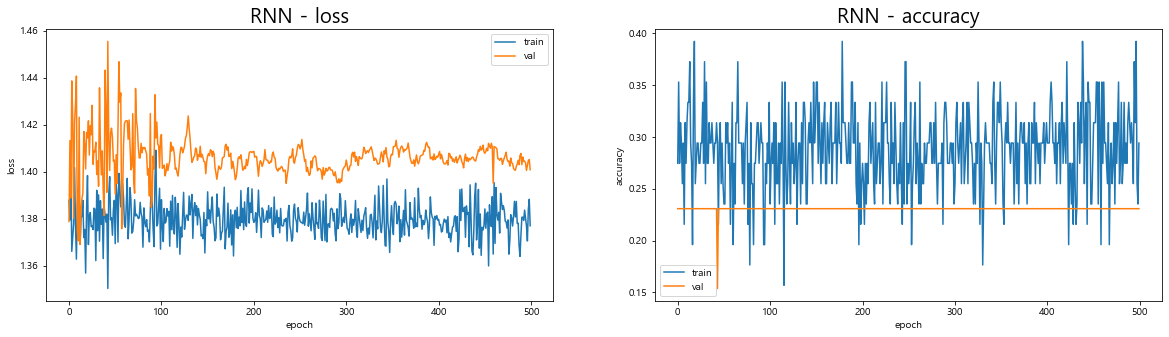 RNN - loss
1.46
1.44
1.42
1.40
1.38
1.36
loss
train
val
0
100
200
300
400
500
epoch
RNN - accuracy
0.40
0.35
0.30
0.25
0.20
0.15
accuracy
train
val
0
100
200
300
400
500
epoch